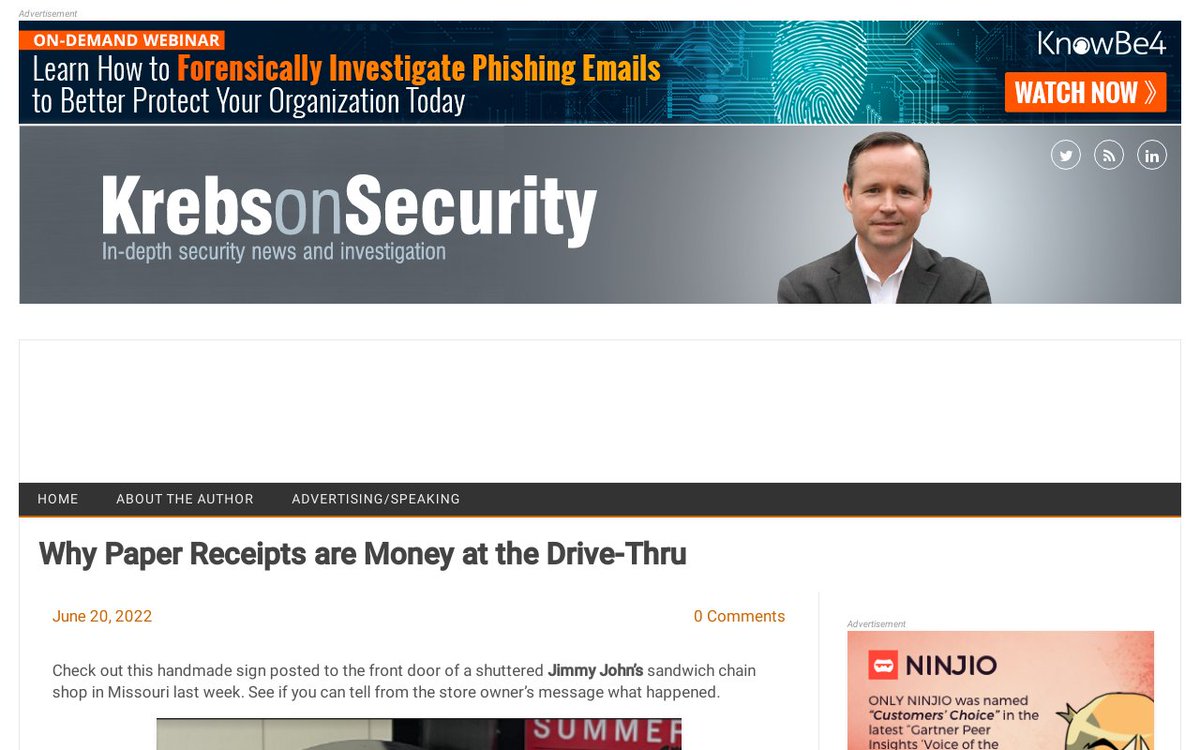 Advertisement
ON-DEMAND WEBINAR
KnowBe4
Learn How to Forensically Investigate Phishing Emails
to Better Protect Your Organization Today
WATCH NOW
KrebsonSecurity
In-depth security news and investigation
HOME ABOUT THE AUTHOR ADVERTISING/SPEAKING
Why Paper Receipts are Money at the Drive-Thru
June 20, 2022
0 Comments
Check out this handmade sign posted to the front door of a shuttered Jimmy John’s sandwich chain
shop in Missouri last week. See if you can tell from the store owner’s message what happened.
SUMMER
Advertisement
NINJIO
ONLY NINJIO was named
“Customers’ Choice” in the
latest “Gartner Peer
Insights ‘Voice of the